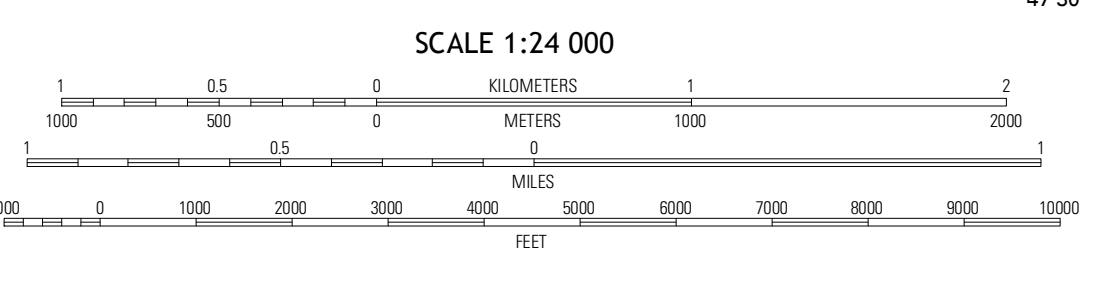 SCALE 1:24 000
1 0.5 0 KILOMETERS 1 2
1000 500 0 METERS 1000 2000
1 0.5 0 1
MILES
0 1000 2000 3000 4000 5000 6000 7000 8000 9000 10000
FEET